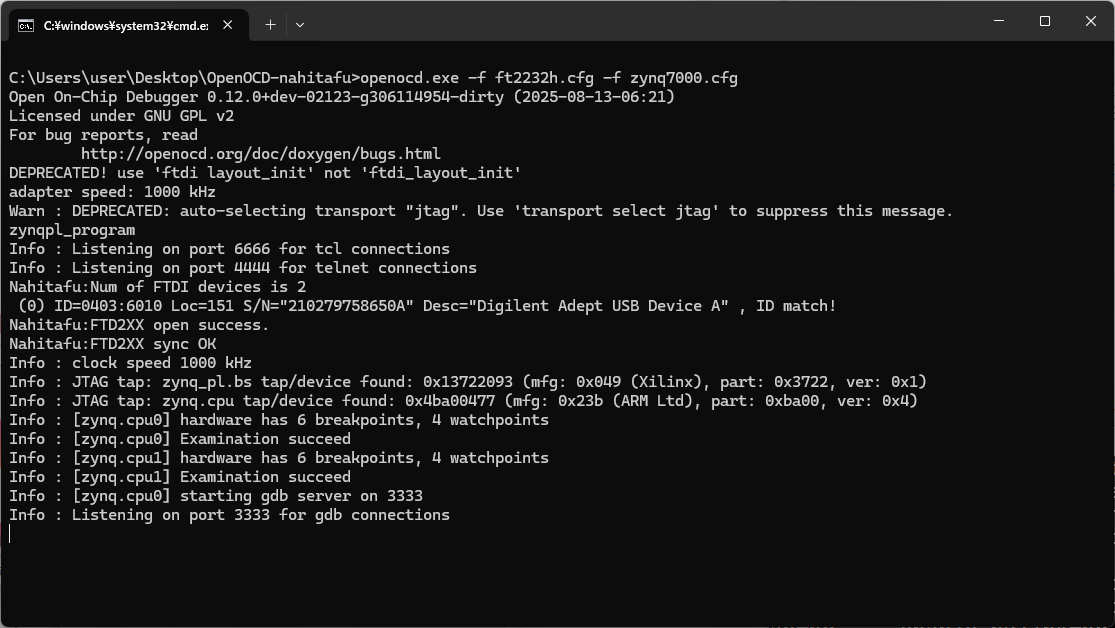 C:¥windows¥system32¥cmd.e
C:\Users\user\Desktop\OpenOCD-nahitafu>openocd.exe -f ft2232h.cfg -f zynq7000.cfg
Open On-Chip Debugger 0.12.0+dev-02123-g306114954-dirty (2025-08-13-06:21)
Licensed under GNU GPL v2
For bug reports, read
        http://openocd.org/doc/doxygen/bugs.html
DEPRECATED! use 'ftdi layout_init' not 'ftdi_layout_init'
adapter speed: 1000 kHz
Warn : DEPRECATED: auto-selecting transport "jtag". Use 'transport select jtag' to suppress this message.
zynqpl_program
Info : Listening on port 6666 for tcl connections
Info : Listening on port 4444 for telnet connections
Nahitafu:Num of FTDI devices is 2
 (0) ID=0403:6010 Loc=151 S/N="210279758650A" Desc="Digilent Adept USB Device A" , ID match!
Nahitafu:FTD2XX open success.
Nahitafu:FTD2XX sync OK
Info : clock speed 1000 kHz
Info : JTAG tap: zynq_pl.bs tap/device found: 0x13722093 (mfg: 0x049 (Xilinx), part: 0x3722, ver: 0x1)
Info : JTAG tap: zynq.cpu tap/device found: 0x4ba00477 (mfg: 0x23b (ARM Ltd), part: 0xba00, ver: 0x4)
Info : [zynq.cpu0] hardware has 6 breakpoints, 4 watchpoints
Info : [zynq.cpu0] Examination succeed
Info : [zynq.cpu1] hardware has 6 breakpoints, 4 watchpoints
Info : [zynq.cpu1] Examination succeed
Info : [zynq.cpu0] starting gdb server on 3333
Info : Listening on port 3333 for gdb connections